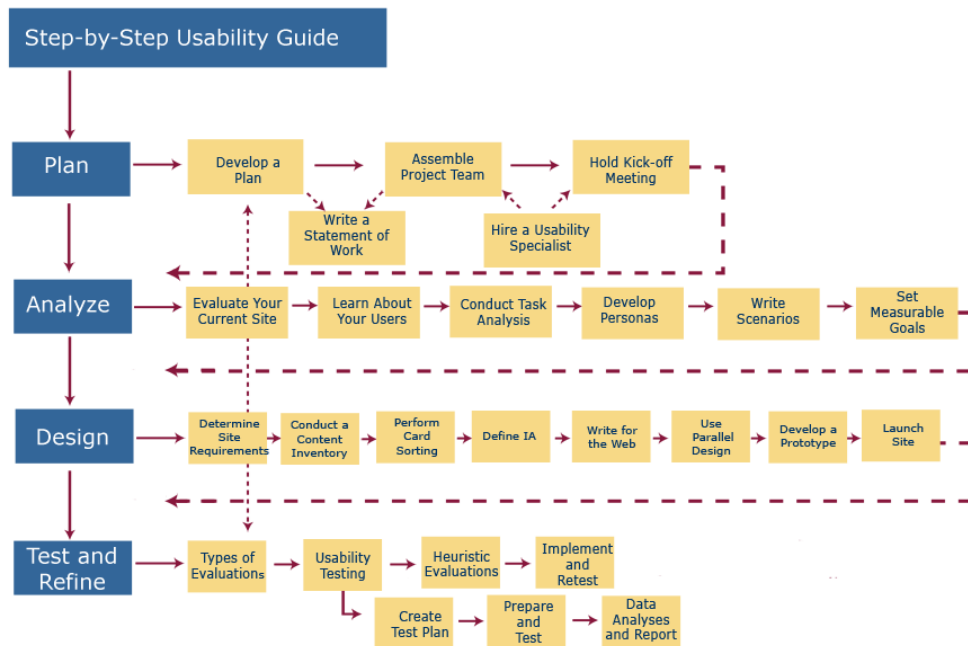 Step-by-Step Usability Guide
Plan
Develop a
Plan
Assemble
Project Team
Hold Kick-off
Meeting
Write a
Statement of
Work
Hire a Usability
Specialist
Analyze
Evaluate Your
Current Site
Learn About
Your Users
Conduct Task
Analysis
Develop
Personas
Write
Scenarios
Set
Measurable
Goals
Design
Determine
Site
Requirements
Conduct a
Content
Inventory
Perform
Card
Sorting
Define IA
Write for
the Web
Use
Parallel
Design
Develop a
Prototype
Launch
Site
Test and
Refine
Types of
Evaluations
Usability
Testing
Heuristic
Evaluations
Implement
and
Retest
Create
Test Plan
Prepare
and
Test
Data
Analyses
and Report